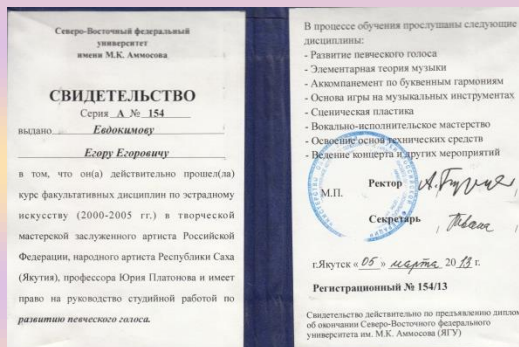 Северо-Восточный федеральный
университет
имени М.К. Аммосова
СВИДЕТЕЛЬСТВО
Серия А № 154
выдано Евдокимову
Егору Егоровичу
в том, что он(а) действительно прошел(ла)
курс факультативных дисциплин по эстрадному
искусству (2000-2005 гг.) в творческой
мастерской заслуженного артиста Российской
Федерации, народного артиста Республики Саха
(Якутия), профессора Юрия Платонова и имеет
право на руководство студийной работой по
развитию певческого голоса.
В процессе обучения прослушаны следующие
дисциплины:
- Развитие певческого голоса
- Элементарная теория музыки
- Аккомпанемент по буквенным гармониям
- Основа игры на музыкальных инструментах
- Сценическая пластика
- Вокально-исполнительское мастерство
- Освоение основ технических средств
- Ведение концерта и других мероприятий
М.П.
Ректор
Секретарь
г.Якутск «05» марта 2013 г.
Регистрационный № 154/13
Свидетельство действительно по предъявлению диплом
об окончании Северо-Восточного федерального
университета им. М.К. Аммосова (ЯГУ)